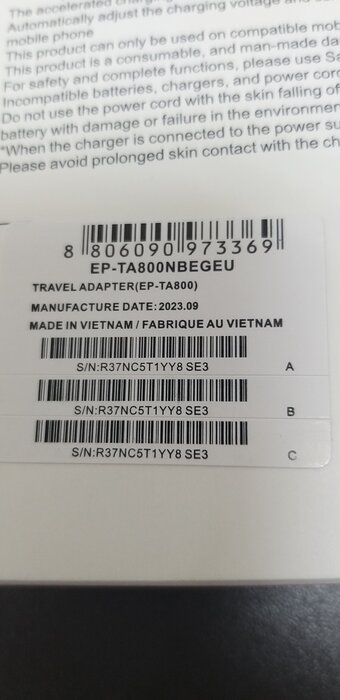 The accelerated
Automatically adjust the charging voltage and
mobile phone
This product can only be used on compatible mob
This product is a consumable, and man-made da
For safety and complete functions, please use Sa
Incompatible batteries, chargers, and power cord
Do not use the power cord with the skin falling of
battery with damage or failure in the environmen
*When the charger is connected to the power su
Please avoid prolonged skin contact with the ch
8 806090 973369
EP-TA800NBEGEU
TRAVEL ADAPTER(EP-TA800)
MANUFACTURE DATE: 2023.09
MADE IN VIETNAM / FABRIQUE AU VIETNAM
S/N:R37NC5T1YY8 SE3 A
S/N:R37NC5T1YY8 SE3 B
S/N:R37NC5T1YY8 SE3 C